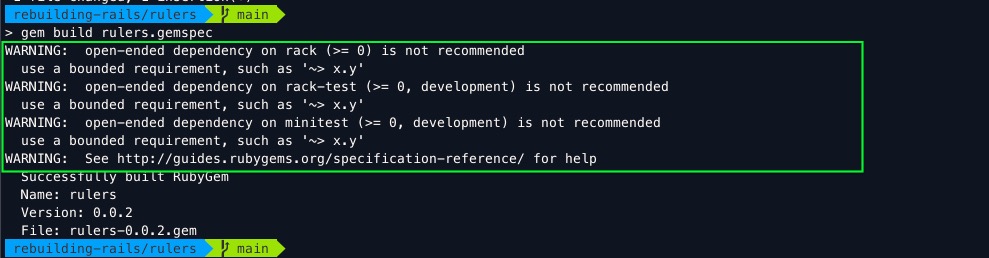 rebuilding-rails/rulers main
> gem build rulers.gemspec
WARNING:  open-ended dependency on rack (>= 0) is not recommended
  use a bounded requirement, such as '~> x.y'
WARNING:  open-ended dependency on rack-test (>= 0, development) is not recommended
  use a bounded requirement, such as '~> x.y'
WARNING:  open-ended dependency on minitest (>= 0, development) is not recommended
  use a bounded requirement, such as '~> x.y'
WARNING:  See http://guides.rubygems.org/specification-reference/ for help
  Successfully built RubyGem
  Name: rulers
  Version: 0.0.2
  File: rulers-0.0.2.gem
rebuilding-rails/rulers main